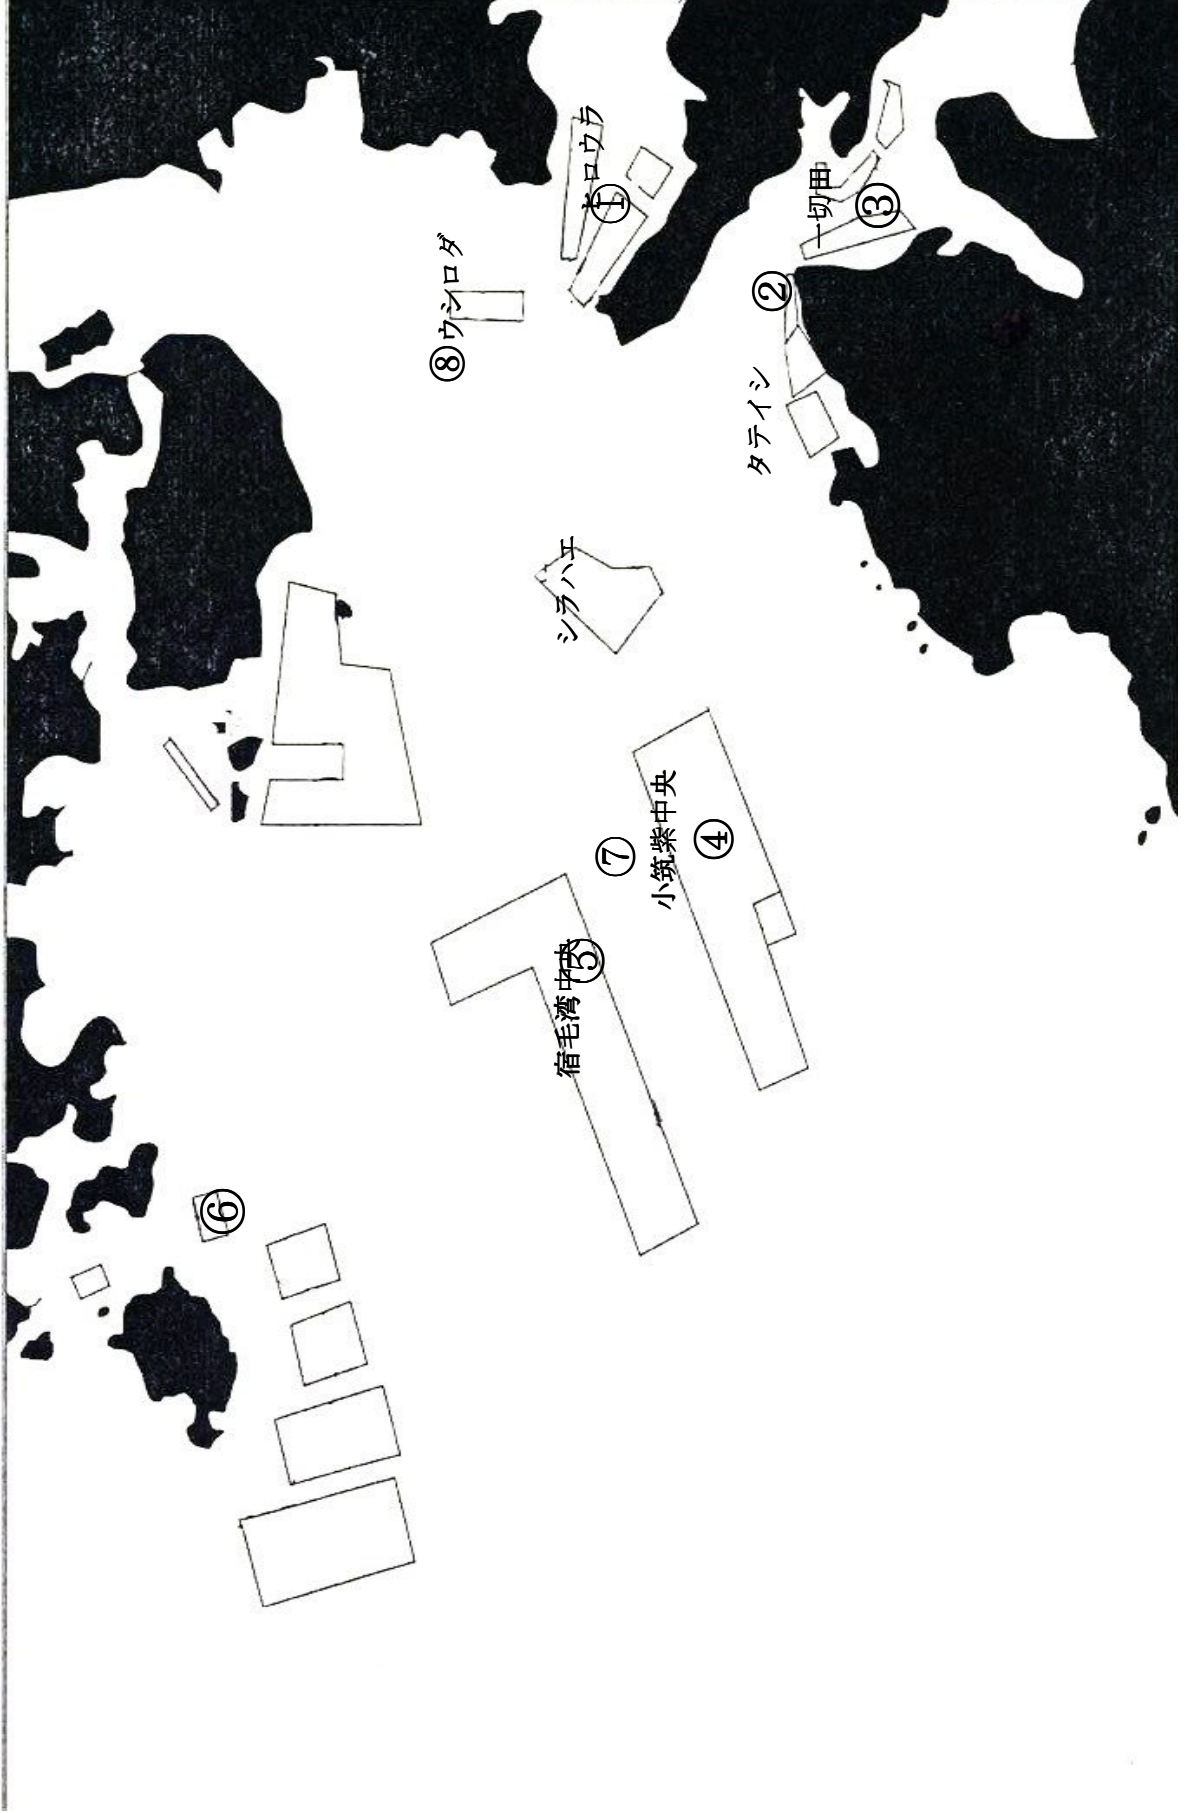 ヒロウラ
①
一切田
③
②
⑧ウシロダ
タテイシ
シラハエ
小筑紫中央
④
⑦
宿毛湾中央
⑤
⑥